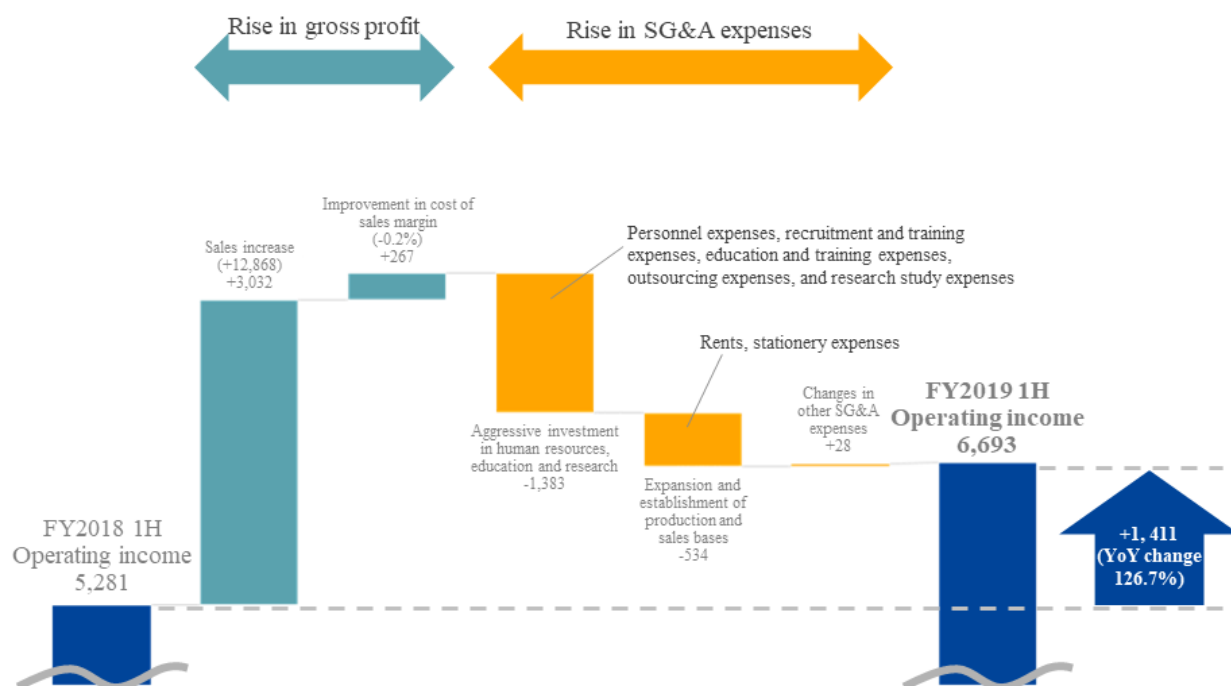 Rise in gross profit
Rise in SG&A expenses
Improvement in cost of
sales margin
(-0.2%)
+267
Sales increase
(+12,868)
+3,032
Personnel expenses, recruitment and training
expenses, education and training expenses,
outsourcing expenses, and research study expenses
Rents, stationery expenses
Changes in
other SG&A
expenses
+28
FY2019 1H
Operating income
6,693
Aggressive investment
in human resources,
education and research
-1,383
Expansion and
establishment of
production and
sales bases
-534
FY2018 1H
Operating income
5,281
+1, 411
(YoY change
126.7%)